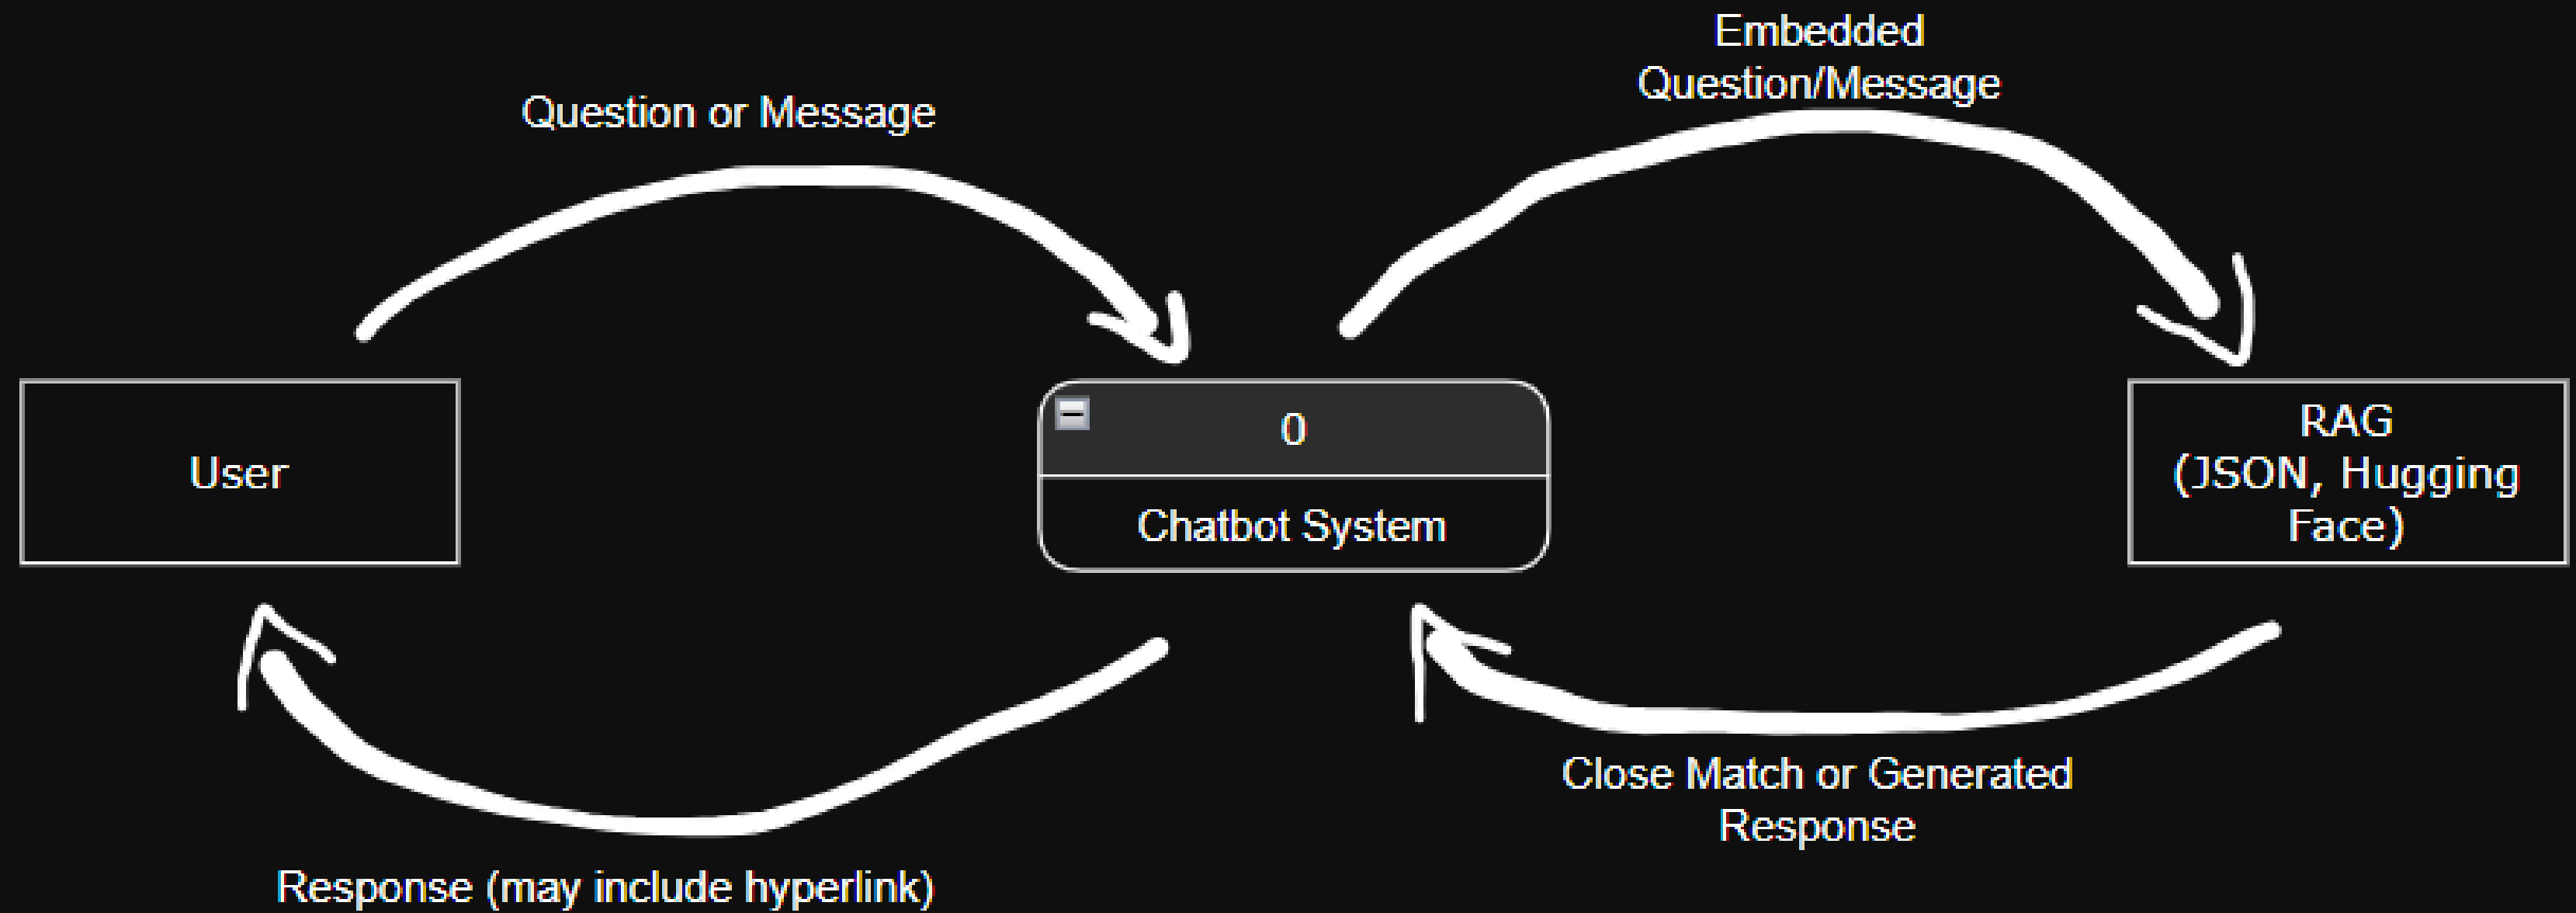 Question or Message
Embedded
Question/Message
User
0
Chatbot System
RAG
(JSON, Hugging
Face)
Close Match or Generated
Response
Response (may include hyperlink)